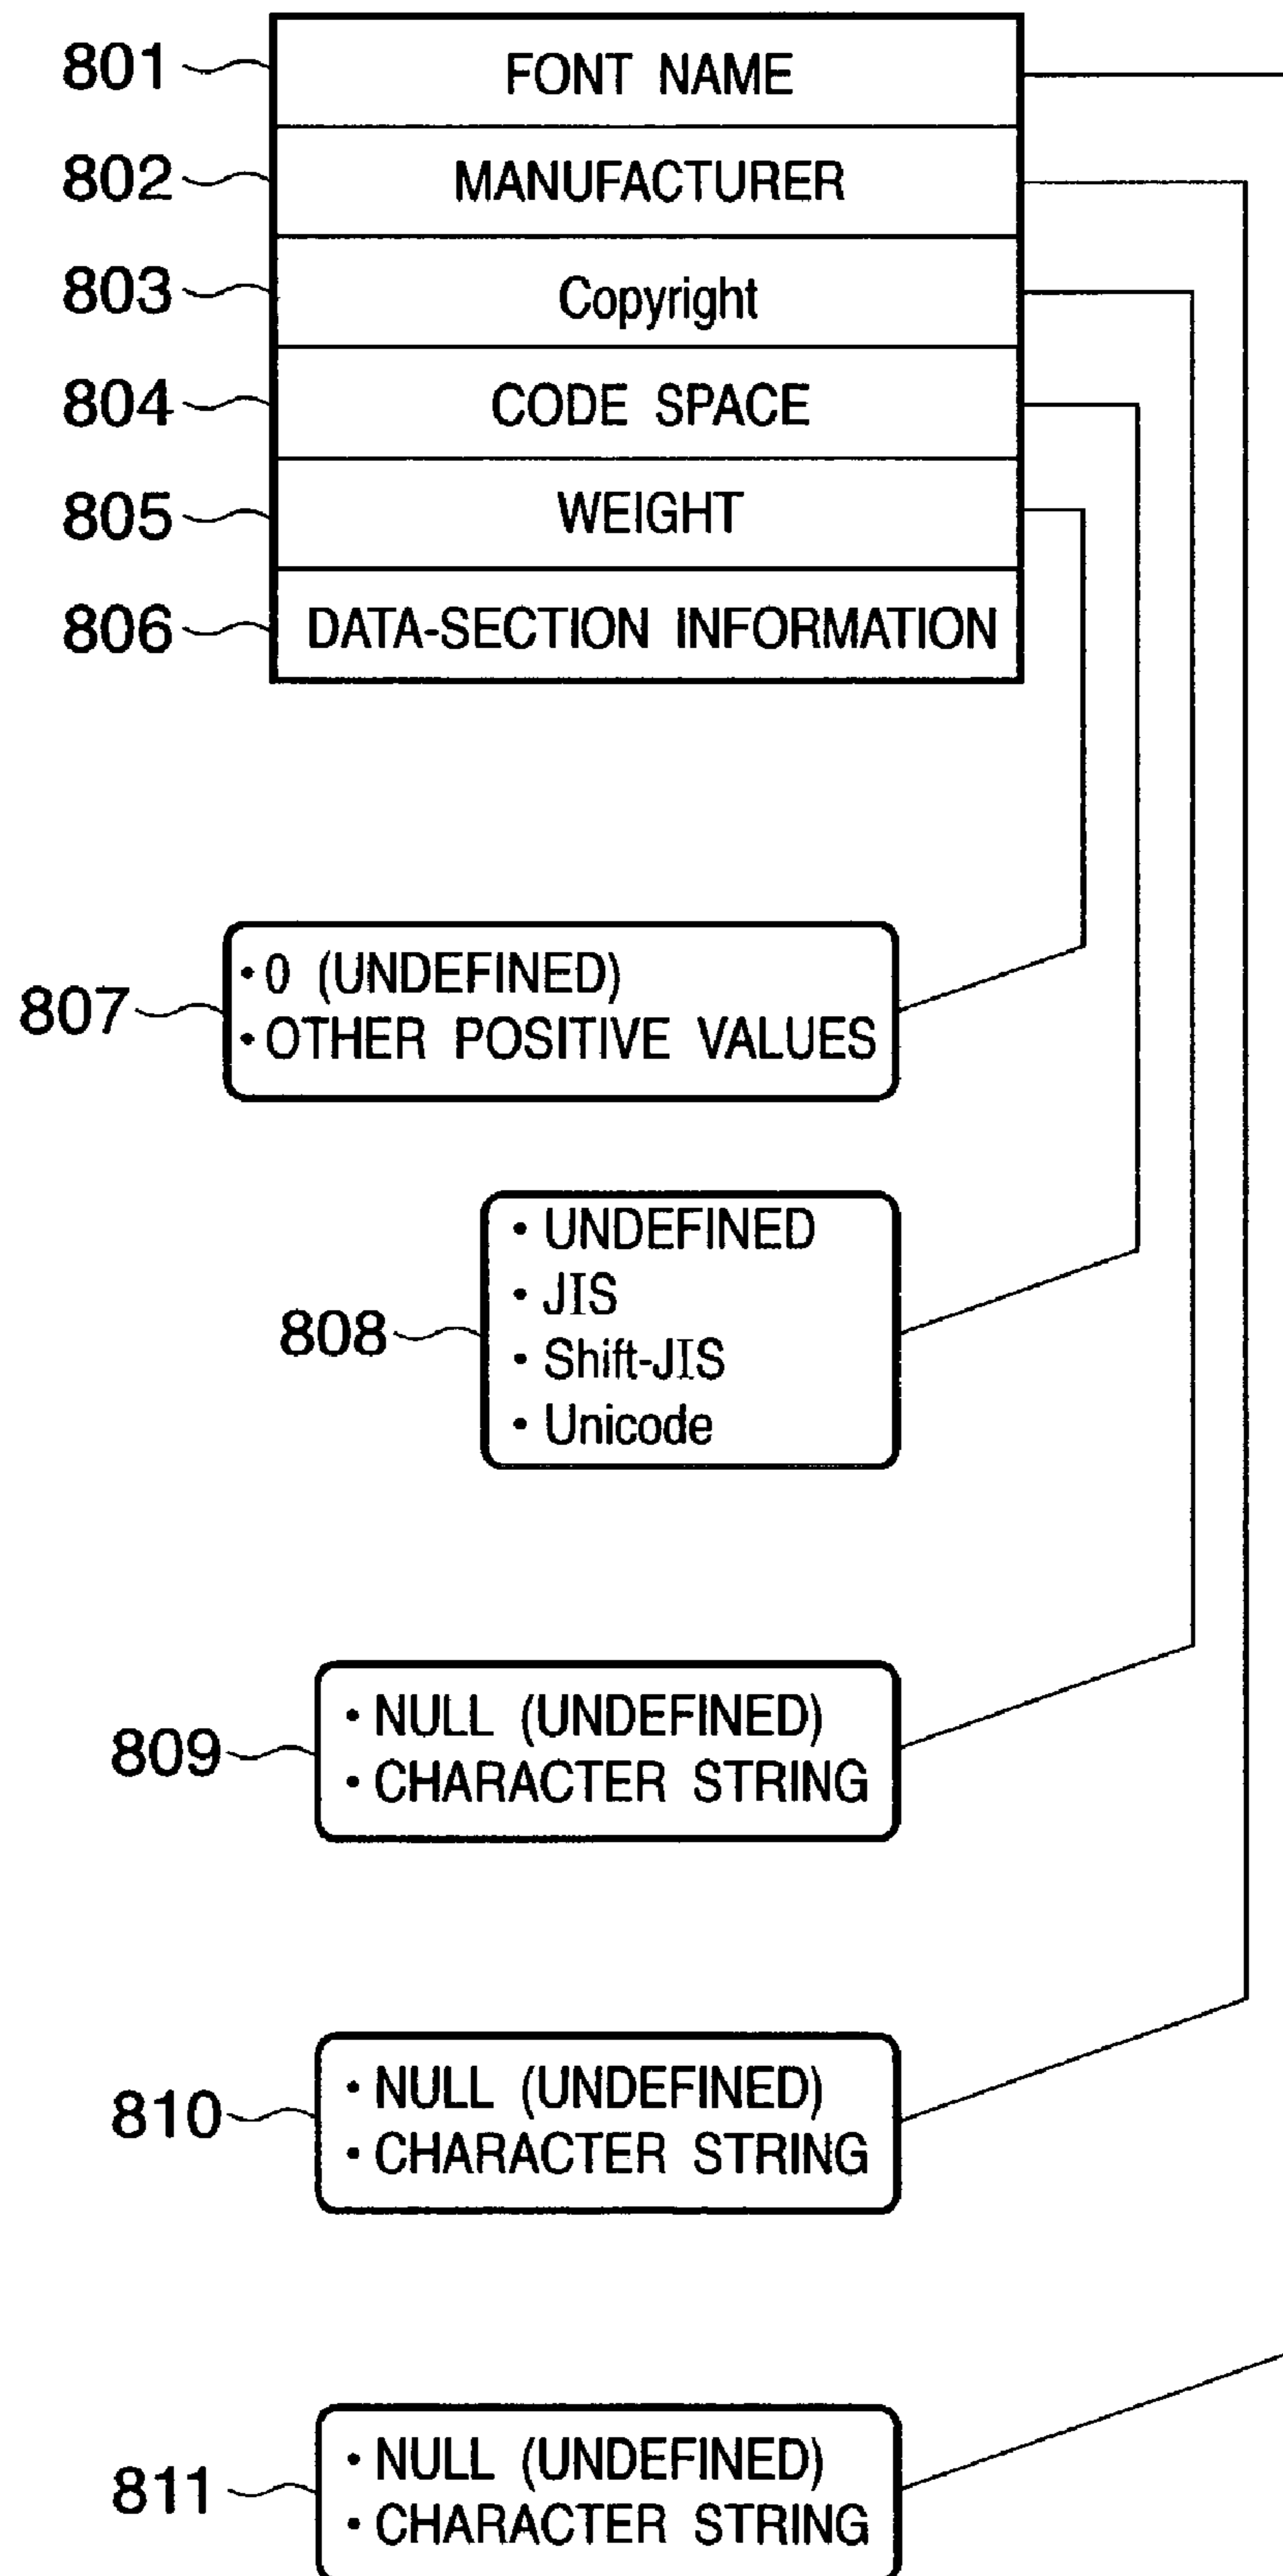 801 FONT NAME
802 MANUFACTURER
803 Copyright
804 CODE SPACE
805 WEIGHT
806 DATA-SECTION INFORMATION
• 0 (UNDEFINED)
807
• OTHER POSITIVE VALUES
• UNDEFINED
• JIS
808
• Shift-JIS
• Unicode
• NULL (UNDEFINED)
809
• CHARACTER STRING
• NULL (UNDEFINED)
810
• CHARACTER STRING
• NULL (UNDEFINED)
811
• CHARACTER STRING